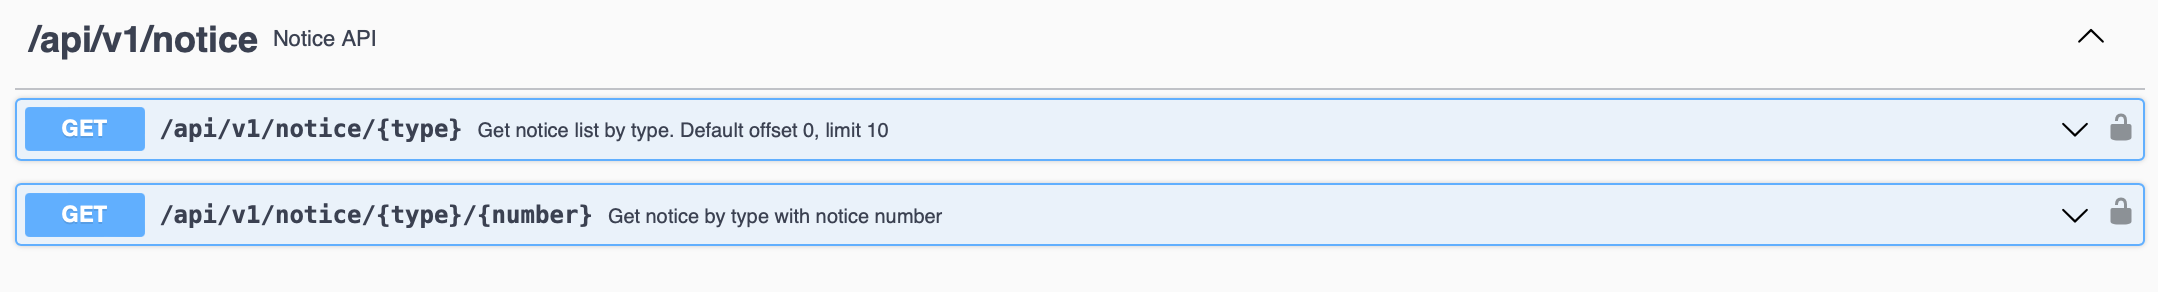 /api/v1/notice Notice API
GET /api/v1/notice/{type} Get notice list by type. Default offset 0, limit 10
GET /api/v1/notice/{type}/{number} Get notice by type with notice number